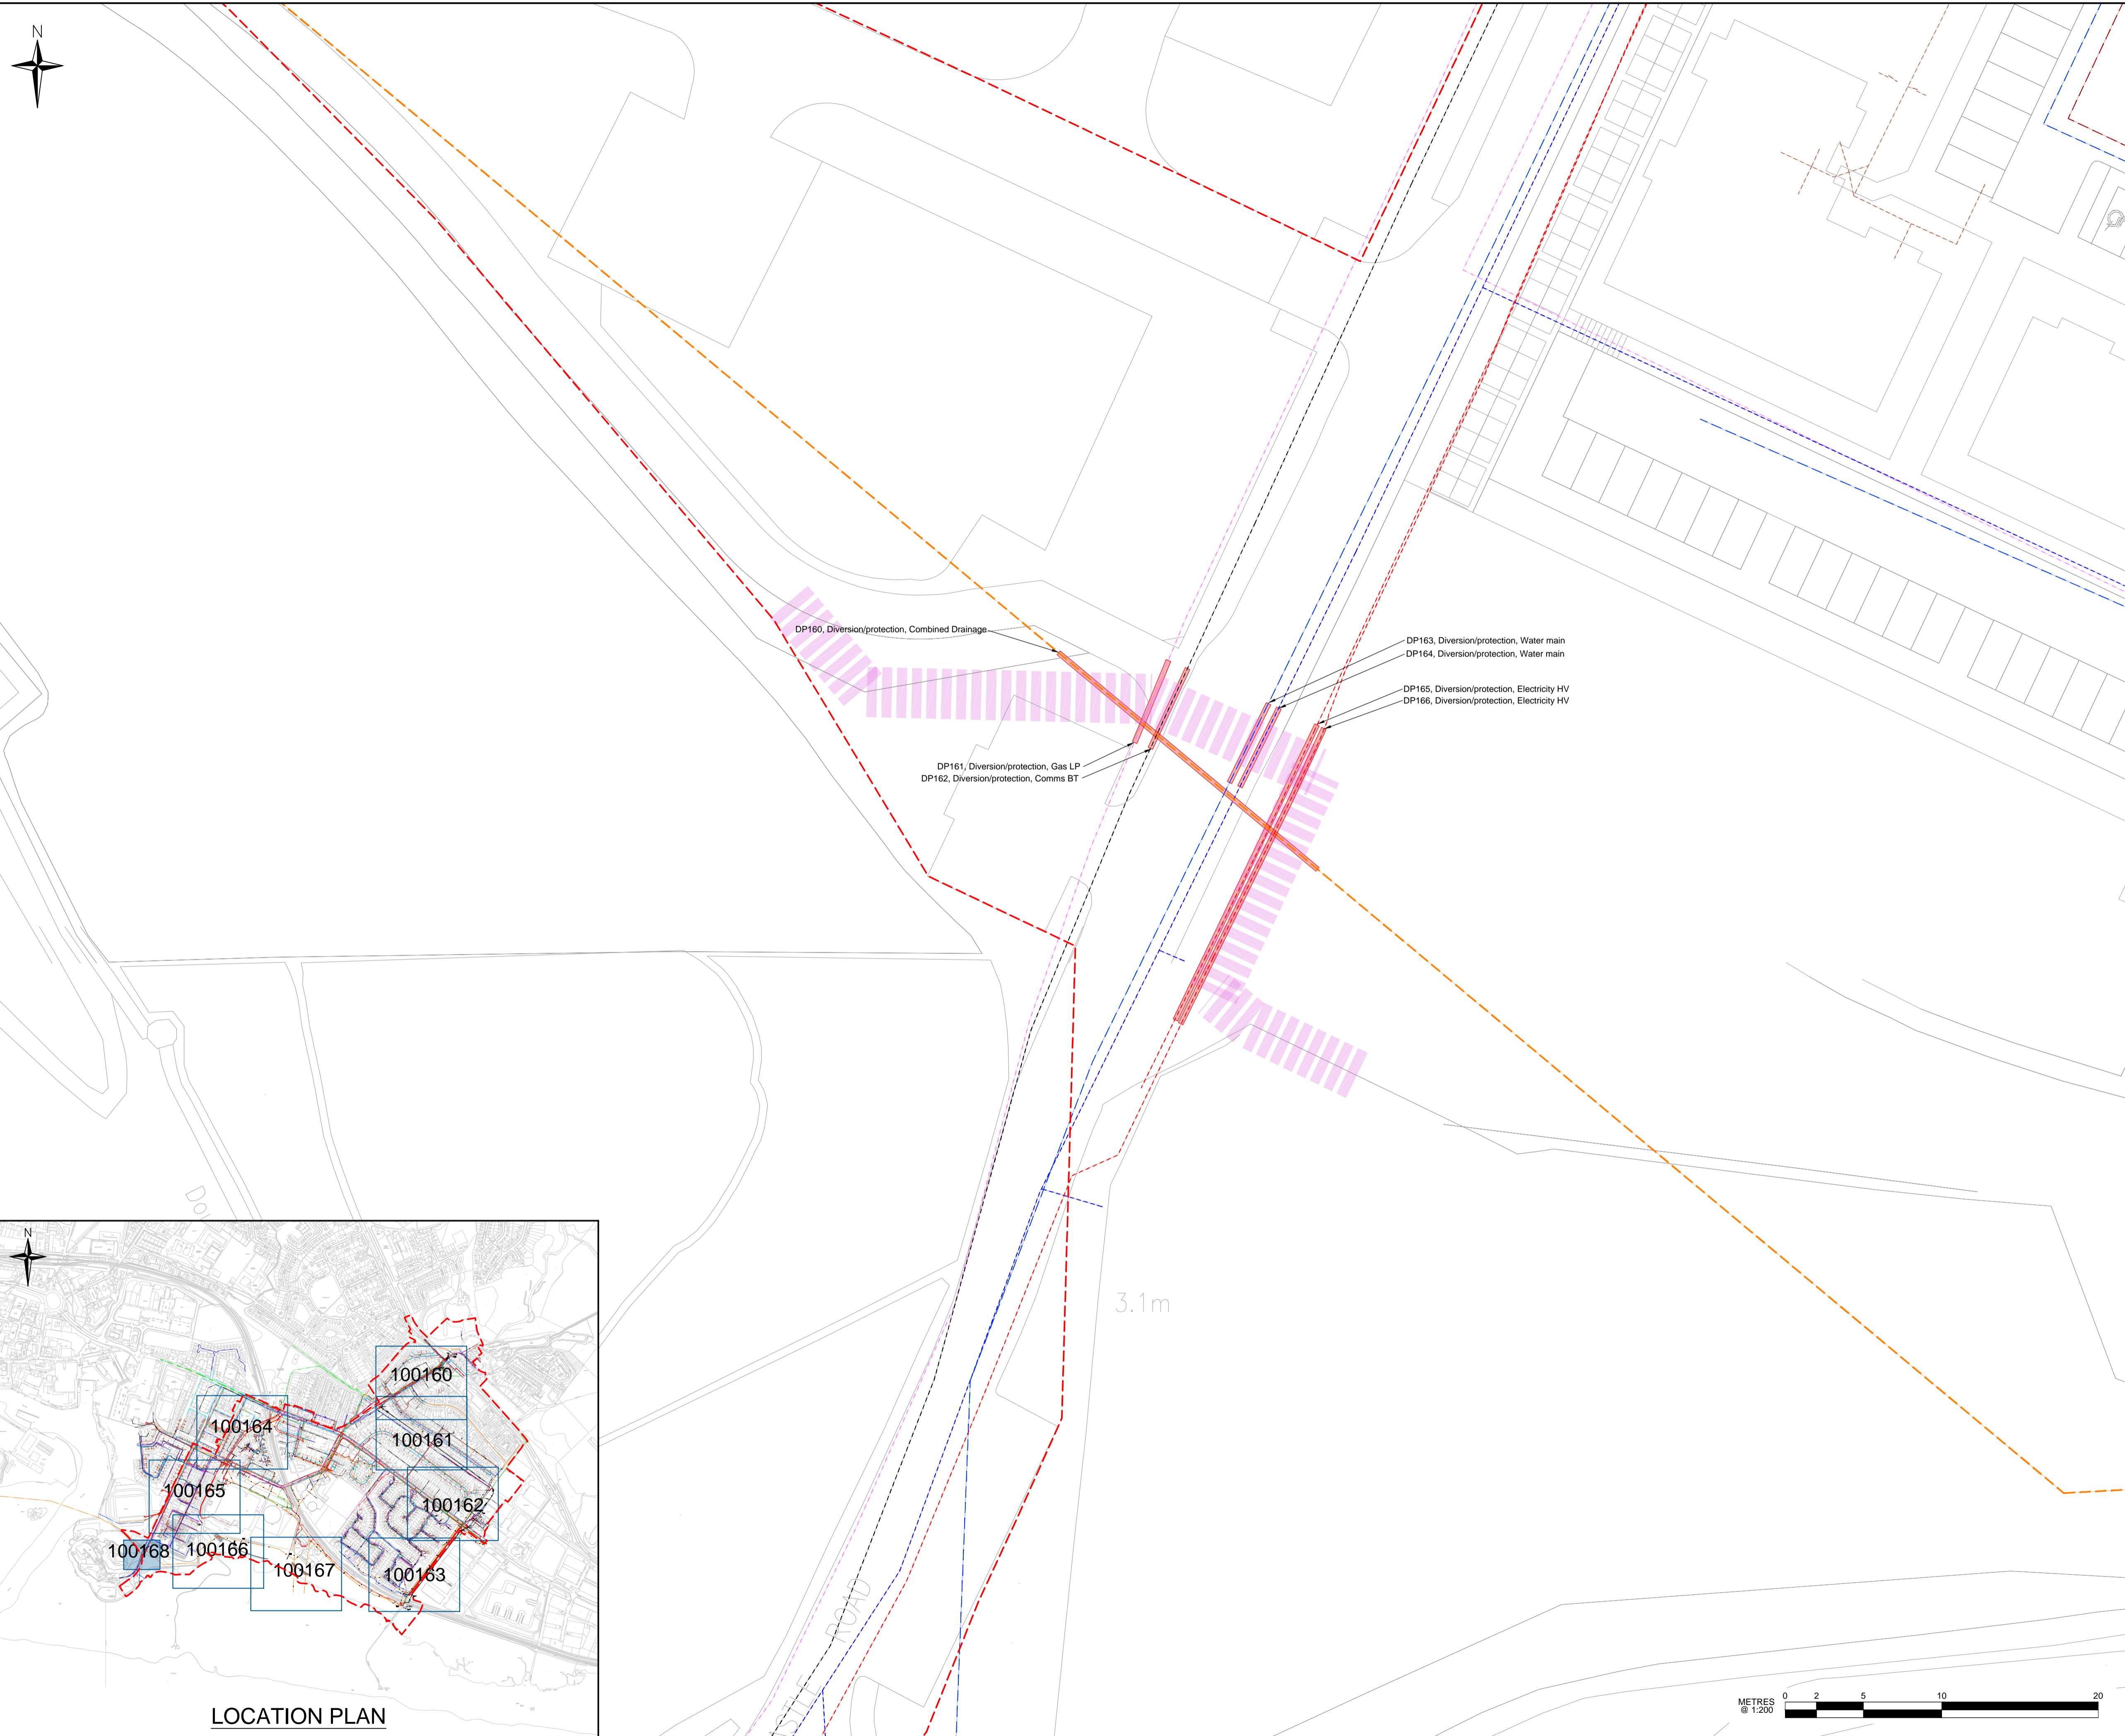 N
DP160, Diversion/protection, Combined Drainage
DP163, Diversion/protection, Water main
DP164, Diversion/protection, Water main
DP165, Diversion/protection, Electricity HV
DP166, Diversion/protection, Electricity HV
DP161, Diversion/protection, Gas LP
DP162, Diversion/protection, Comms BT
3.1m
ROAD
N
100160
100164
100161
100165
100162
100168
100166
100167
100163
LOCATION PLAN
METRES 0 2 5 10 20
@ 1:200